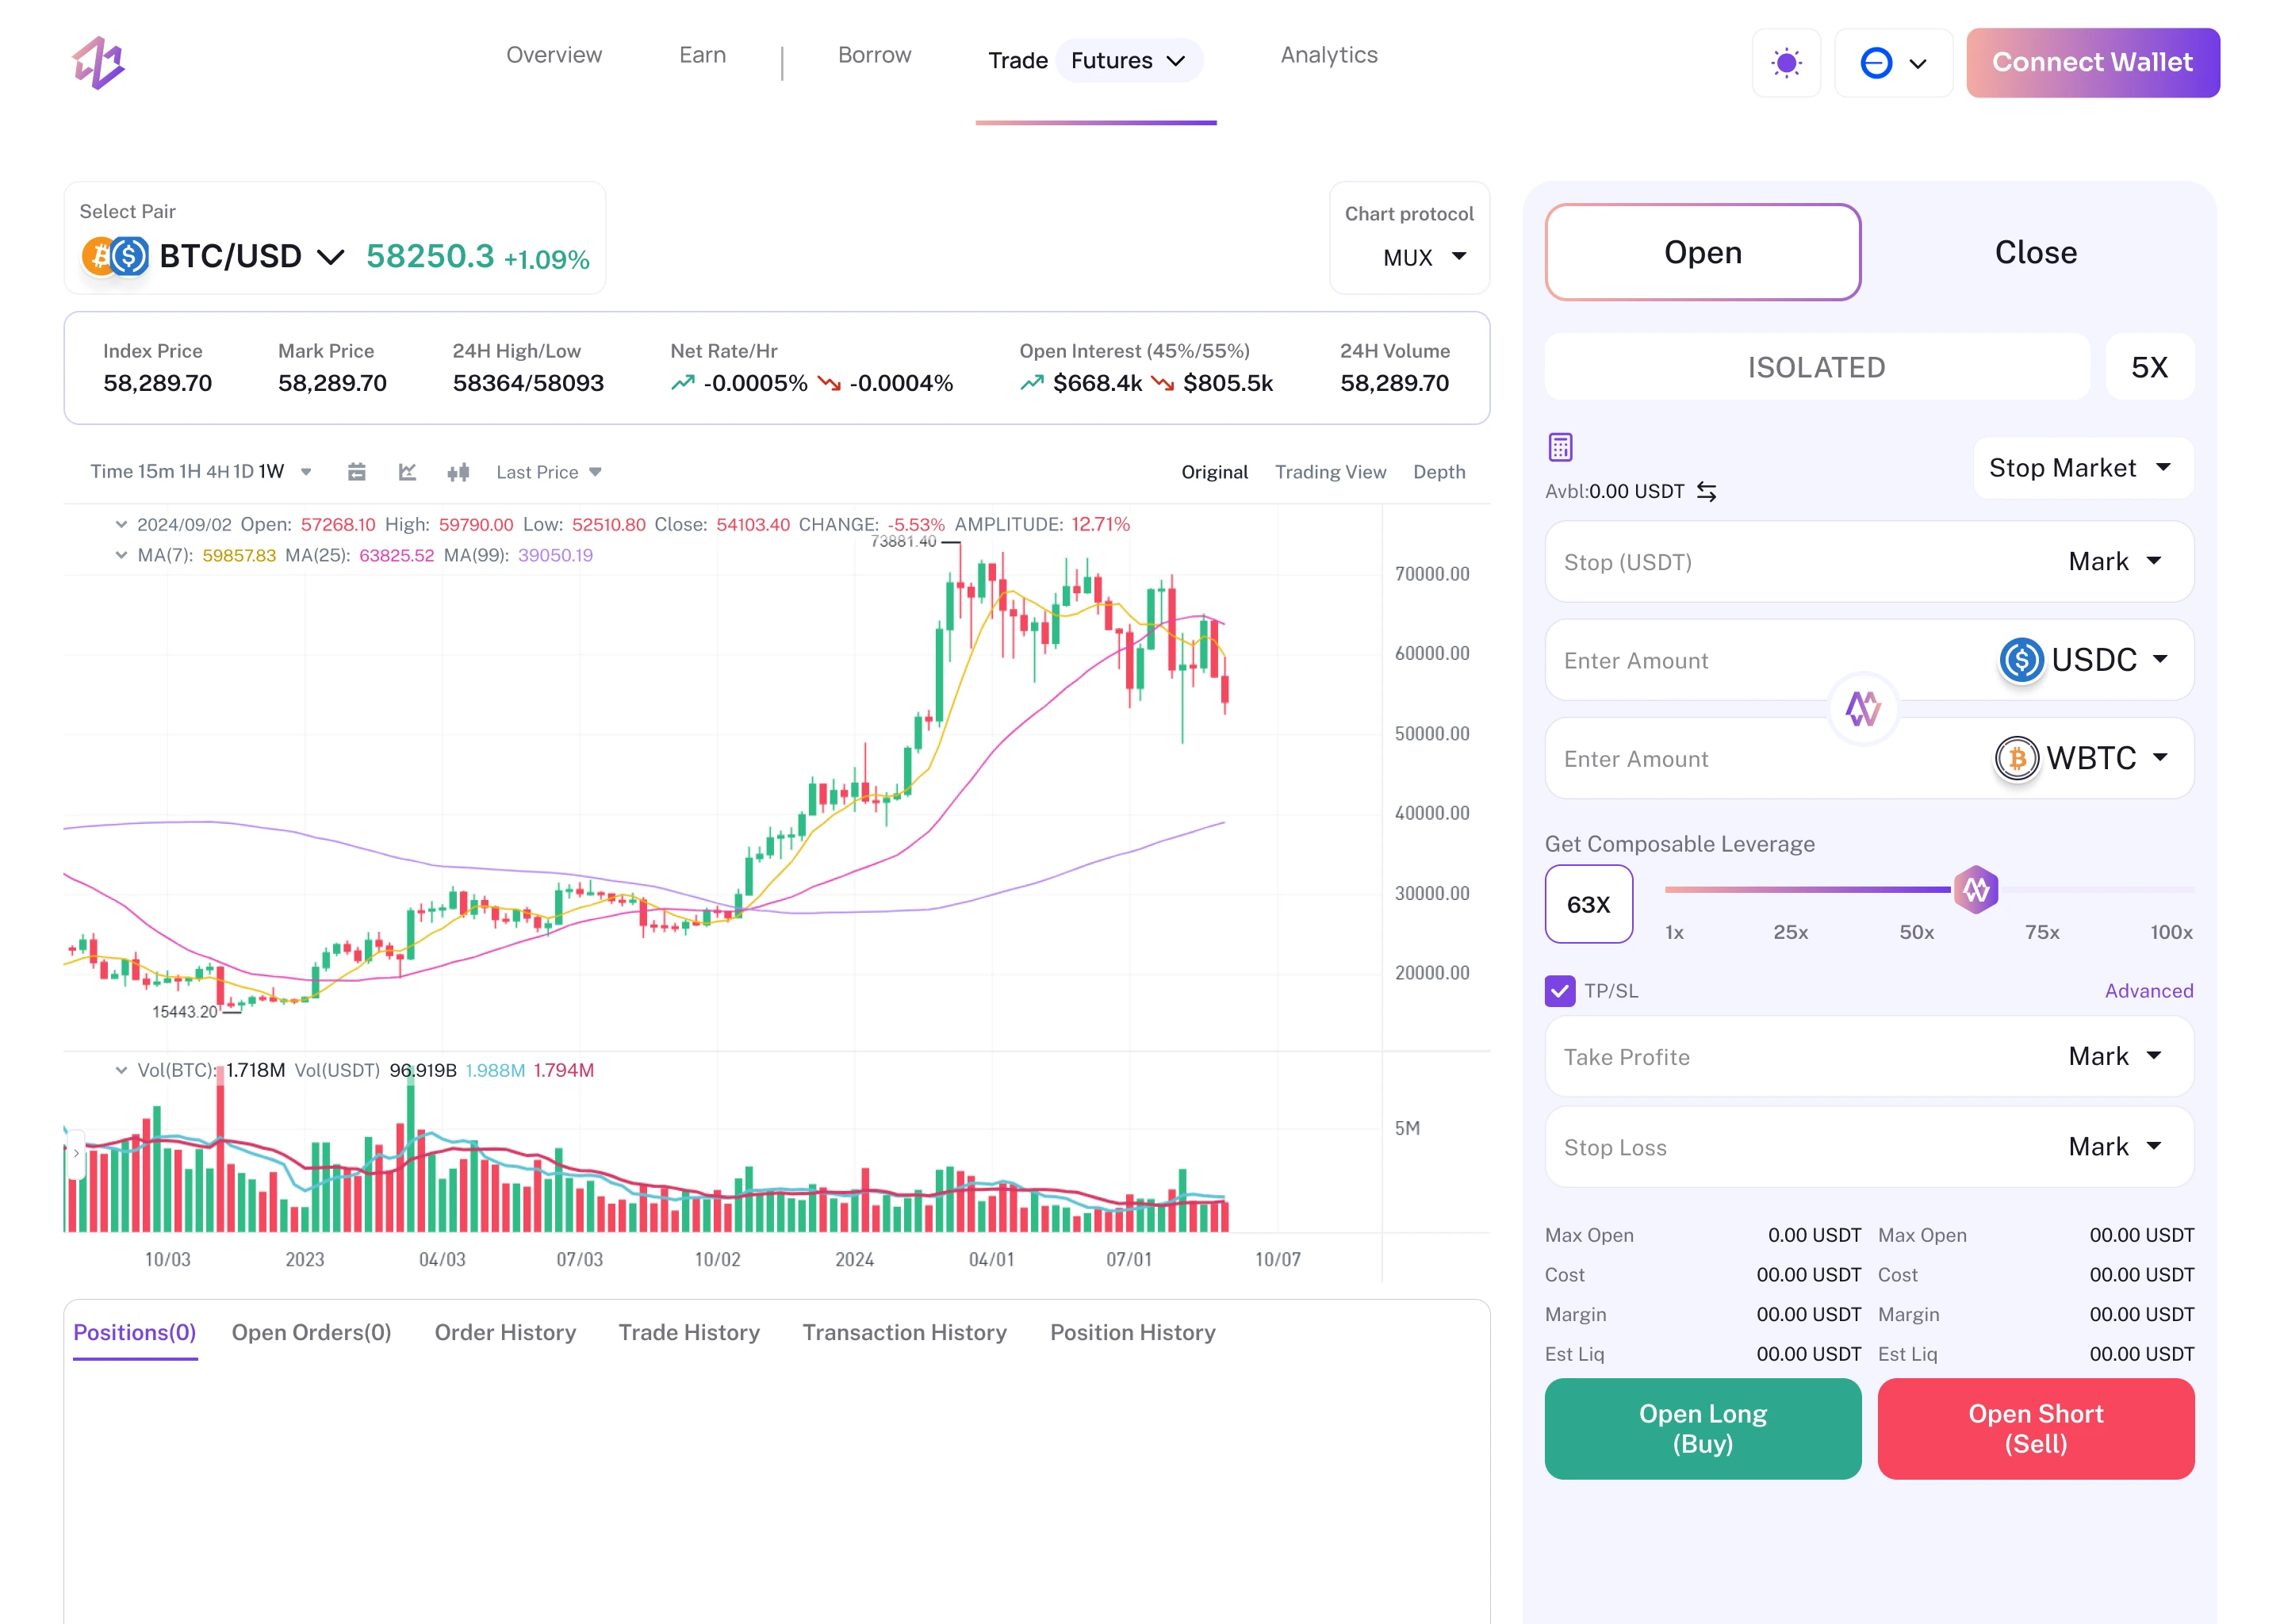 Overview Earn Borrow Trade Futures Analytics Connect Wallet
Select Pair
BTC/USD 58250.3 +1.09%
Chart protocol
MUX
Index Price Mark Price 24H High/Low Net Rate/Hr Open Interest (45%/55%) 24H Volume
58,289.70 58,289.70 58364/58093 -0.0005% -0.0004% $668.4k $805.5k 58,289.70
Time 15m 1H 4H 1D 1W Last Price Original Trading View Depth
2024/09/02 Open: 57268.10 High: 59790.00 Low: 52510.80 Close: 54103.40 CHANGE: -5.53% AMPLITUDE: 12.71%
73881.40
MA(7): 59857.83 MA(25): 63825.52 MA(99): 39050.19
70000.00
60000.00
50000.00
40000.00
30000.00
20000.00
15443.20
Vol(BTC): 1.718M Vol(USDT) 96.919B 1.988M 1.794M
5M
10/03 2023 04/03 07/03 10/02 2024 04/01 07/01 10/07
Positions(0) Open Orders(0) Order History Trade History Transaction History Position History
Open Close
ISOLATED 5X
Stop Market
Avbl:0.00 USDT
Stop (USDT) Mark
Enter Amount USDC
Enter Amount WBTC
Get Composable Leverage
63X
1x 25x 50x 75x 100x
TP/SL Advanced
Take Profite Mark
Stop Loss Mark
Max Open 0.00 USDT Max Open 00.00 USDT
Cost 00.00 USDT Cost 00.00 USDT
Margin 00.00 USDT Margin 00.00 USDT
Est Liq 00.00 USDT Est Liq 00.00 USDT
Open Long Open Short
(Buy) (Sell)